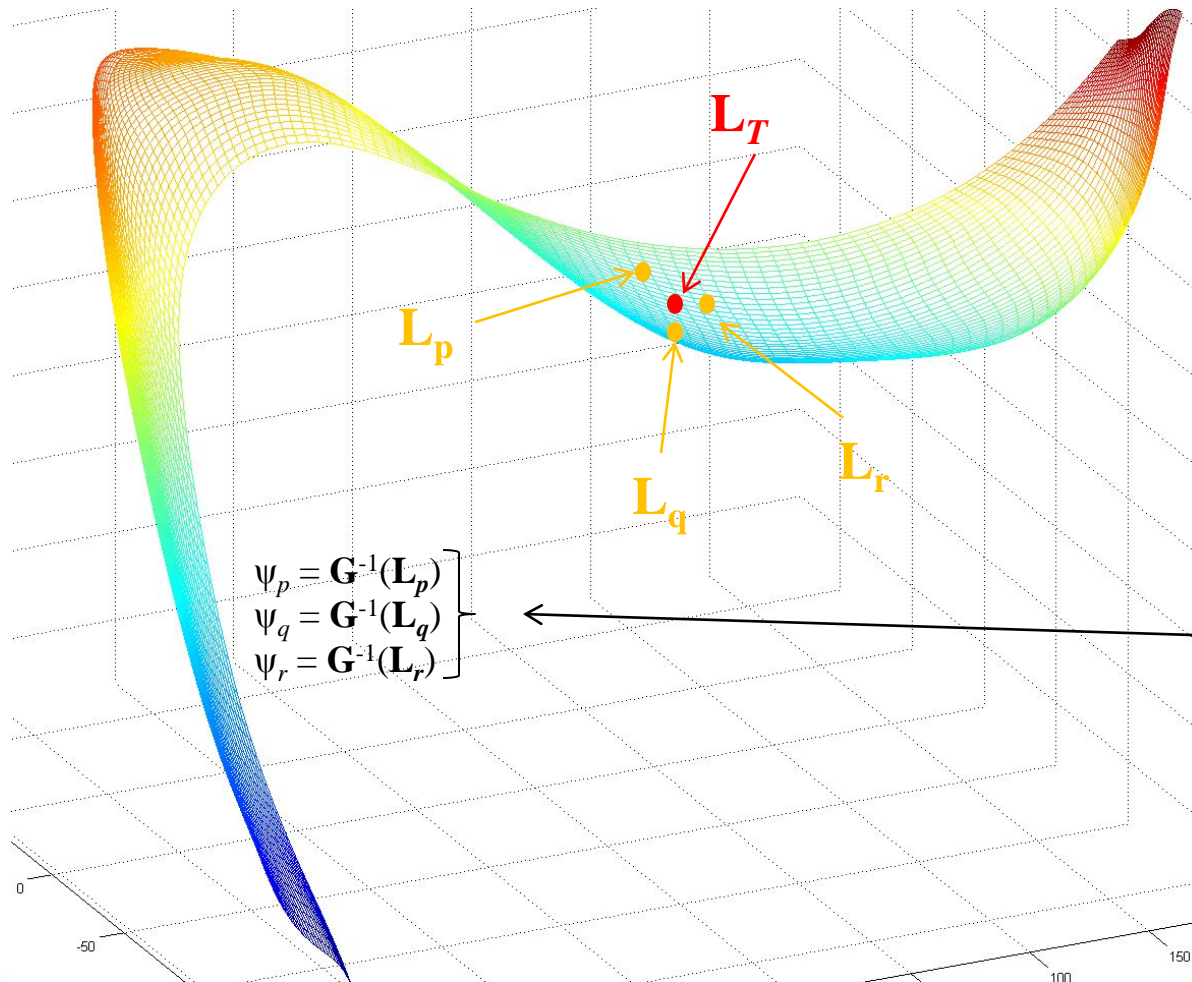 L_T
L_p
L_r
L_q
ψ_p = G^-1(L_p)
ψ_q = G^-1(L_q)
ψ_r = G^-1(L_r)
0
-50
150
100